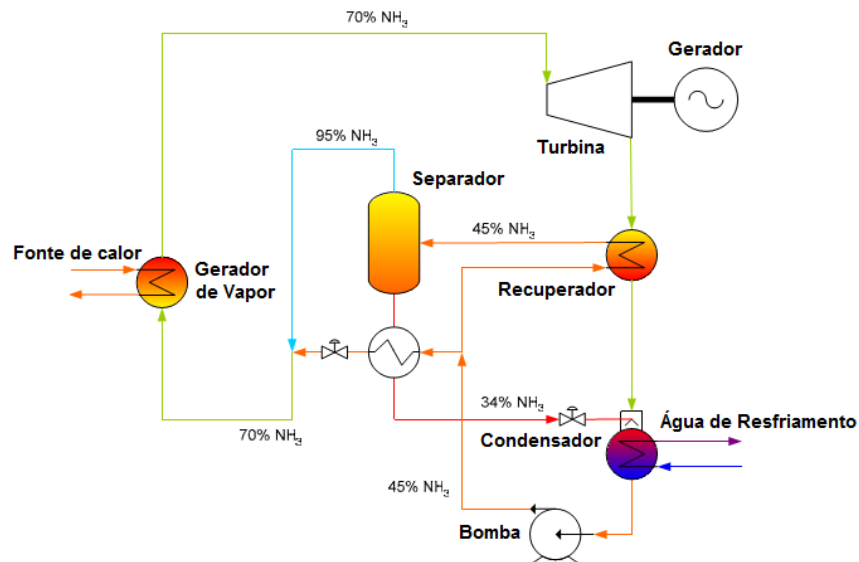 70% NH₃
Gerador
Turbina
95% NH₃
Separador
45% NH₃
Fonte de calor
Gerador
de Vapor
Recuperador
34% NH₃
Água de Resfriamento
Condensador
70% NH₃
45% NH₃
Bomba